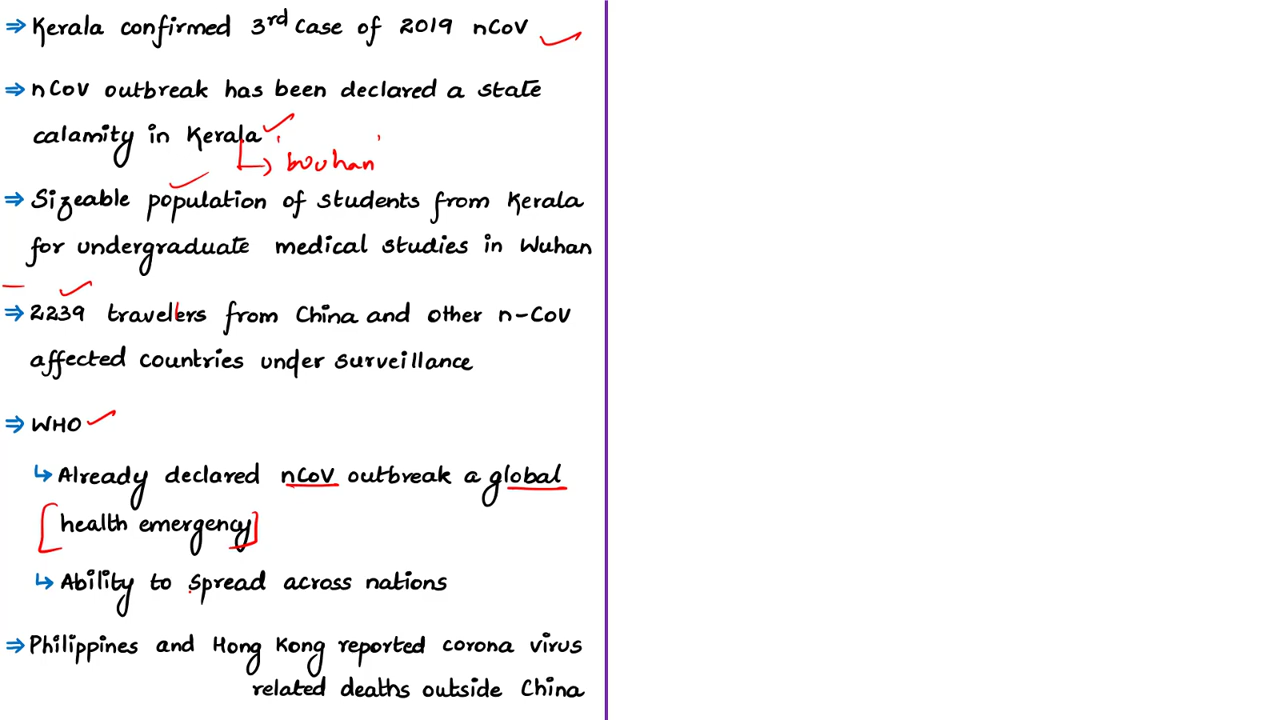 ⇒ Kerala confirmed 3rd case of 2019 nCoV
⇒ nCoV outbreak has been declared a state
calamity in Kerala
↳ 'wuhan'
⇒ Sizeable population of students from Kerala
for undergraduate medical studies in Wuhan
⇒ 2239 travelers from China and other n-CoV
affected countries under surveillance
⇒ WHO
↳ Already declared nCoV outbreak a global
[health emergency]
↳ Ability to spread across nations
⇒ Philippines and Hong Kong reported corona virus
related deaths outside China